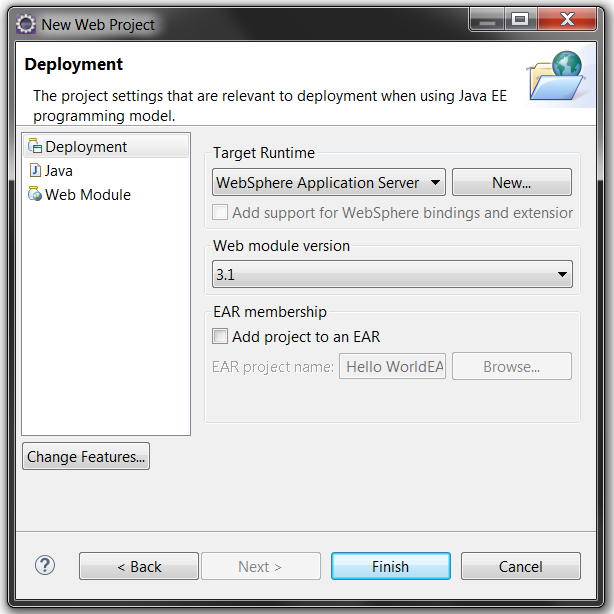 New Web Project
Deployment
The project settings that are relevant to deployment when using Java EE
programming model.
Deployment
Java
Web Module
Change Features...
Target Runtime
WebSphere Application Server
New...
Add support for WebSphere bindings and extension
Web module version
3.1
EAR membership
Add project to an EAR
EAR project name:
Hello WorldEA
Browse...
?
< Back
Next >
Finish
Cancel